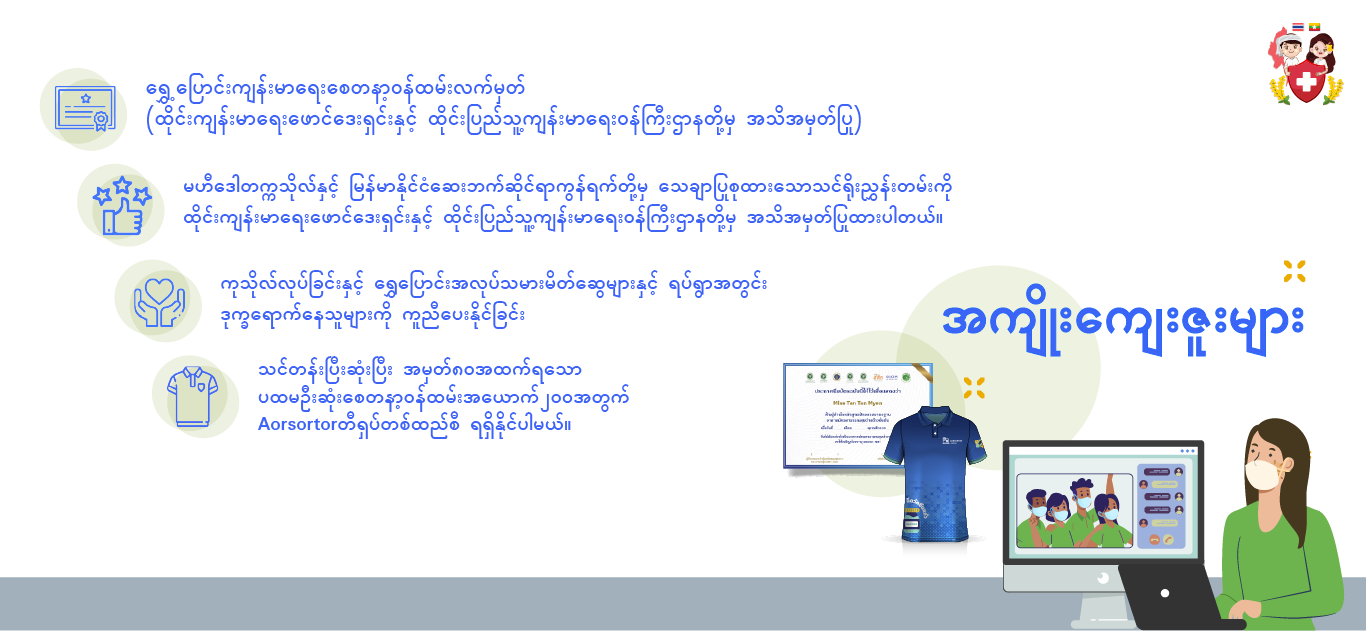 ရွှေ့ပြောင်းကျန်းမာရေးစေတနာ့ဝန်ထမ်းလက်မှတ်
(ထိုင်းကျန်းမာရေးဖောင်ဒေးရှင်းနှင့် ထိုင်းပြည်သူ့ကျန်းမာရေးဝန်ကြီးဌာနတို့မှ အသိအမှတ်ပြု)
မဟီဒေါတက္ကသိုလ်နှင့် မြန်မာနိုင်ငံဆေးဘက်ဆိုင်ရာကွန်ရက်တို့မှ သေချာပြုစုထားသောသင်ရိုးညွှန်းတမ်းကို
ထိုင်းကျန်းမာရေးဖောင်ဒေးရှင်းနှင့် ထိုင်းပြည်သူ့ကျန်းမာရေးဝန်ကြီးဌာနတို့မှ အသိအမှတ်ပြုထားပါတယ်။
ကုသိုလ်လုပ်ခြင်းနှင့် ရွှေပြောင်းအလုပ်သမားမိတ်ဆွေများနှင့် ရပ်ရွာအတွင်း
ဒုက္ခရောက်နေသူများကို ကူညီပေးနိုင်ခြင်း
သင်တန်းပြီးဆုံးပြီး အမှတ်၈၀အထက်ရသော
ပထမဦးဆုံးစေတနာ့ဝန်ထမ်းအယောက်၂၀၀အတွက်
Aorsortorတီရှပ်တစ်ထည်စီ ရရှိနိုင်ပါမယ်။
အကျိုးကျေးဇူးများ
Miss Tan Tan Myen